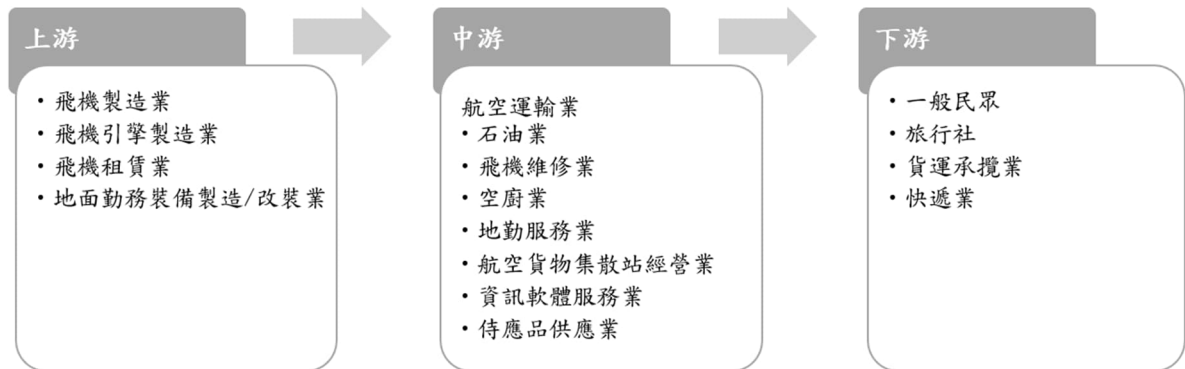 上游
・飛機製造業
・飛機引擎製造業
・飛機租賃業
・地面勤務裝備製造/改裝業
中游
航空運輸業
・石油業
・飛機維修業
・空廚業
・地勤服務業
・航空貨物集散站經營業
・資訊軟體服務業
・侍應品供應業
下游
・一般民眾
・旅行社
・貨運承攬業
・快遞業